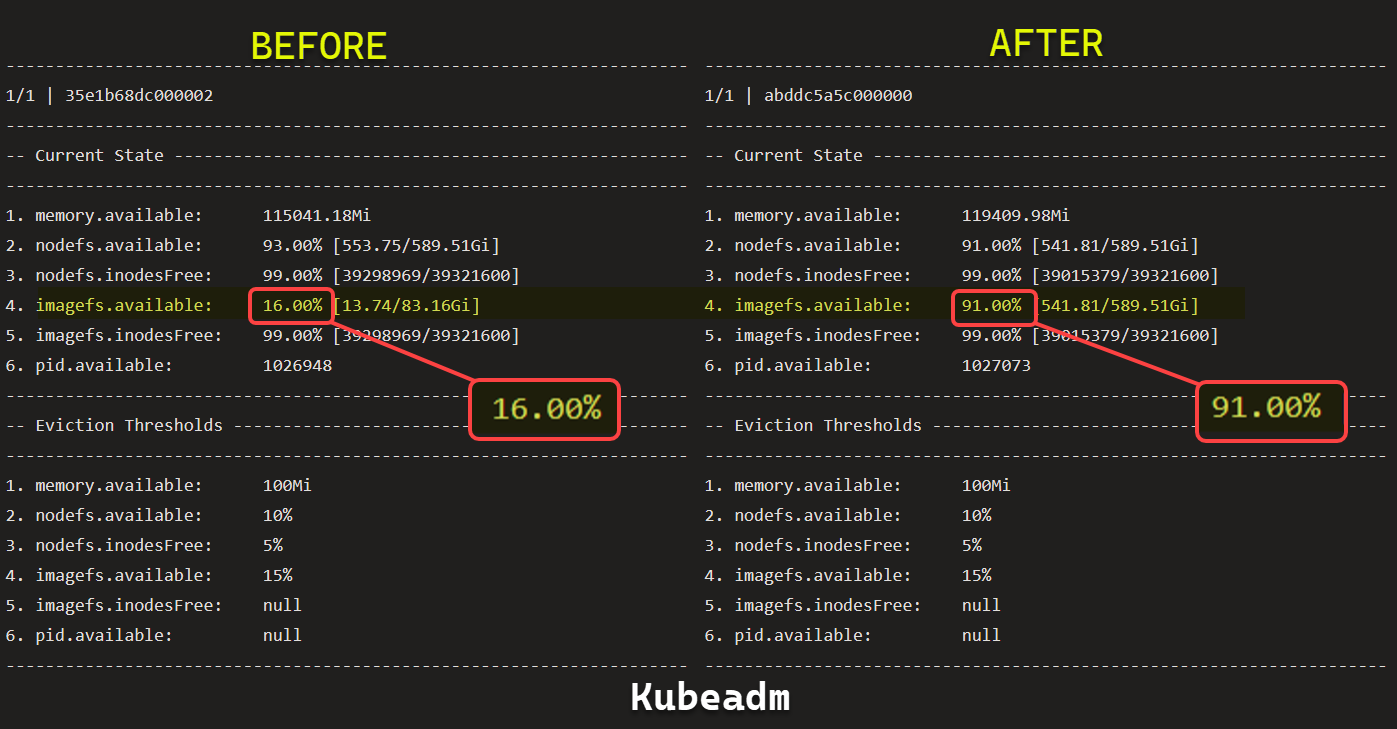 BEFORE
--------------------------------------------------------------------
1/1 | 35e1b68dc000002
--------------------------------------------------------------------
-- Current State ----------------------------------------------------
--------------------------------------------------------------------
1. memory.available: 115041.18Mi
2. nodefs.available: 93.00% [553.75/589.51Gi]
3. nodefs.inodesFree: 99.00% [39298969/39321600]
4. imagefs.available: 16.00% [13.74/83.16Gi]
5. imagefs.inodesFree: 99.00% [39298969/39321600]
6. pid.available: 1026948
16.00%
-- Eviction Thresholds ----------------------------------------------
--------------------------------------------------------------------
1. memory.available: 100Mi
2. nodefs.available: 10%
3. nodefs.inodesFree: 5%
4. imagefs.available: 15%
5. imagefs.inodesFree: null
6. pid.available: null
--------------------------------------------------------------------
AFTER
--------------------------------------------------------------------
1/1 | abddc5a5c000000
--------------------------------------------------------------------
-- Current State ----------------------------------------------------
--------------------------------------------------------------------
1. memory.available: 119409.98Mi
2. nodefs.available: 91.00% [541.81/589.51Gi]
3. nodefs.inodesFree: 99.00% [39015379/39321600]
4. imagefs.available: 91.00% [541.81/589.51Gi]
5. imagefs.inodesFree: 99.00% [39015379/39321600]
6. pid.available: 1027073
91.00%
-- Eviction Thresholds ----------------------------------------------
--------------------------------------------------------------------
1. memory.available: 100Mi
2. nodefs.available: 10%
3. nodefs.inodesFree: 5%
4. imagefs.available: 15%
5. imagefs.inodesFree: null
6. pid.available: null
--------------------------------------------------------------------
Kubeadm